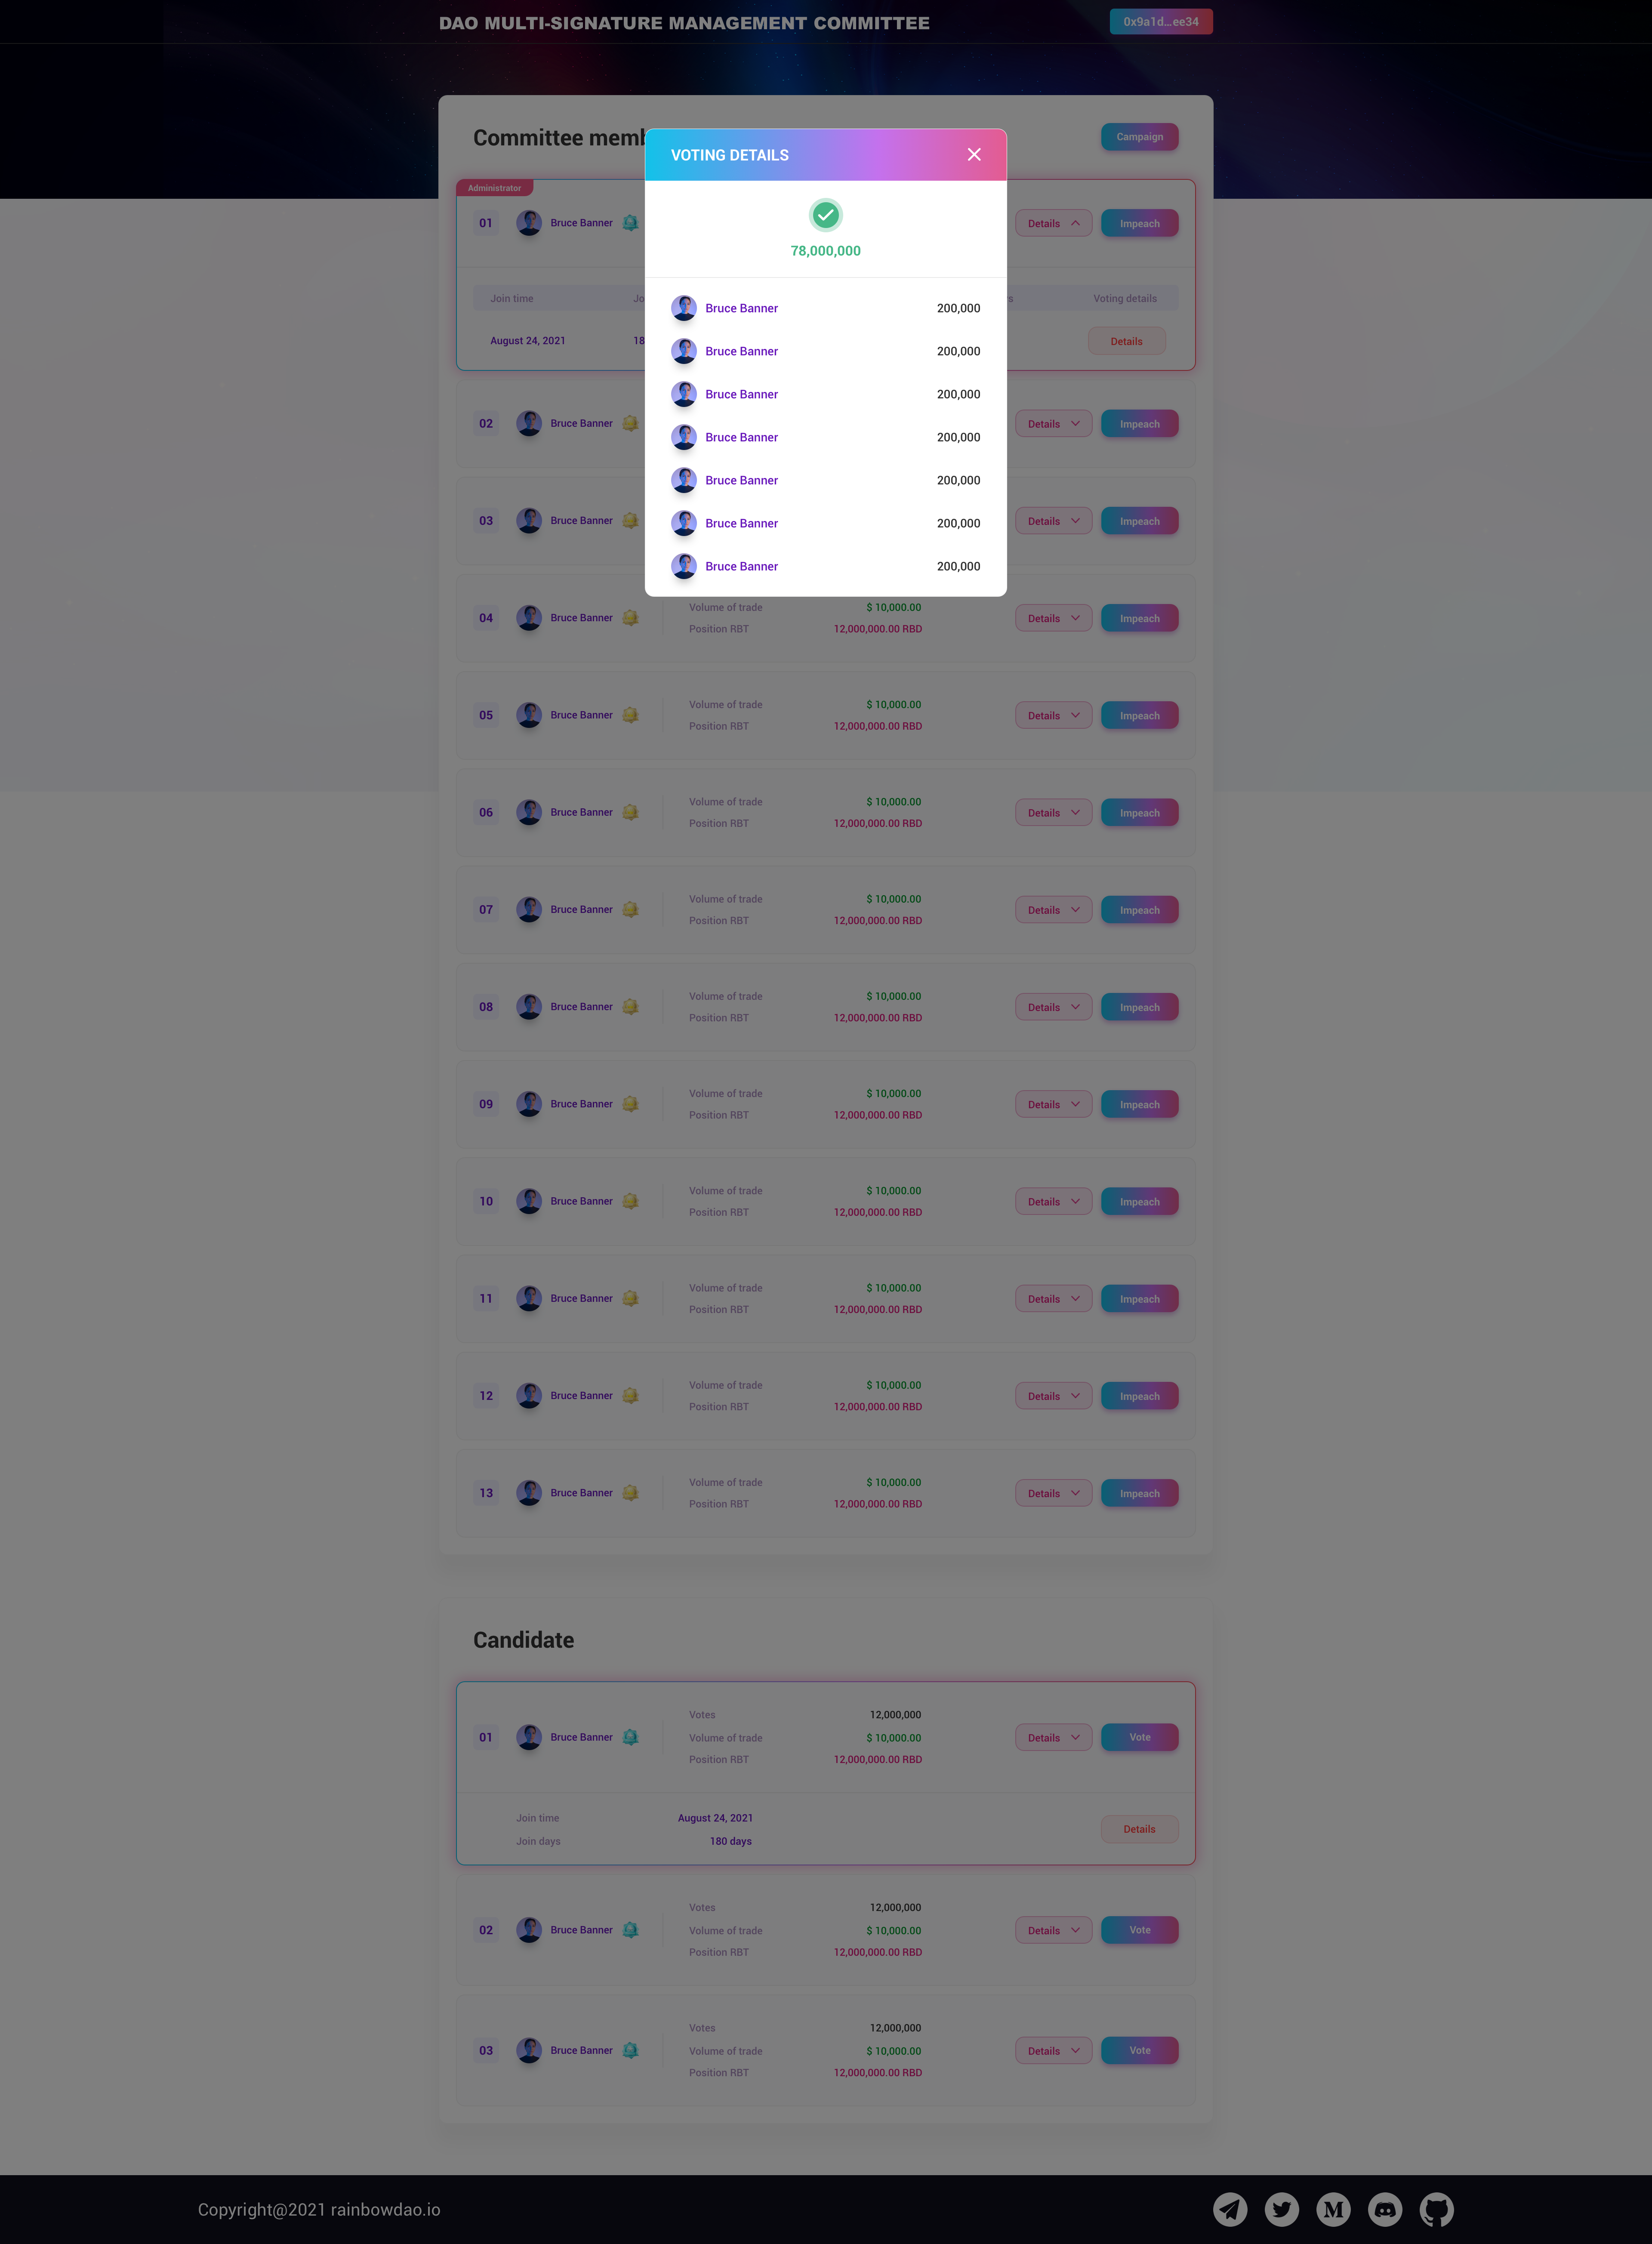 DAO MULTI-SIGNATURE MANAGEMENT COMMITTEE
0x9a1d...ee34
Committee memb
Campaign
VOTING DETAILS
78,000,000
Bruce Banner 200,000
Bruce Banner 200,000
Bruce Banner 200,000
Bruce Banner 200,000
Bruce Banner 200,000
Bruce Banner 200,000
Bruce Banner 200,000
Administrator
01 Bruce Banner Details Impeach
Join time Jo s Voting details
August 24, 2021 18 Details
02 Bruce Banner Details Impeach
03 Bruce Banner Details Impeach
Volume of trade $ 10,000.00
04 Bruce Banner Details Impeach
Position RBT 12,000,000.00 RBD
Volume of trade $ 10,000.00
05 Bruce Banner Details Impeach
Position RBT 12,000,000.00 RBD
Volume of trade $ 10,000.00
06 Bruce Banner Details Impeach
Position RBT 12,000,000.00 RBD
Volume of trade $ 10,000.00
07 Bruce Banner Details Impeach
Position RBT 12,000,000.00 RBD
Volume of trade $ 10,000.00
08 Bruce Banner Details Impeach
Position RBT 12,000,000.00 RBD
Volume of trade $ 10,000.00
09 Bruce Banner Details Impeach
Position RBT 12,000,000.00 RBD
Volume of trade $ 10,000.00
10 Bruce Banner Details Impeach
Position RBT 12,000,000.00 RBD
Volume of trade $ 10,000.00
11 Bruce Banner Details Impeach
Position RBT 12,000,000.00 RBD
Volume of trade $ 10,000.00
12 Bruce Banner Details Impeach
Position RBT 12,000,000.00 RBD
Volume of trade $ 10,000.00
13 Bruce Banner Details Impeach
Position RBT 12,000,000.00 RBD
Candidate
Votes 12,000,000
01 Bruce Banner Volume of trade $ 10,000.00 Details Vote
Position RBT 12,000,000.00 RBD
Join time August 24, 2021
Details
Join days 180 days
Votes 12,000,000
02 Bruce Banner Volume of trade $ 10,000.00 Details Vote
Position RBT 12,000,000.00 RBD
Votes 12,000,000
03 Bruce Banner Volume of trade $ 10,000.00 Details Vote
Position RBT 12,000,000.00 RBD
Copyright@2021 rainbowdao.io